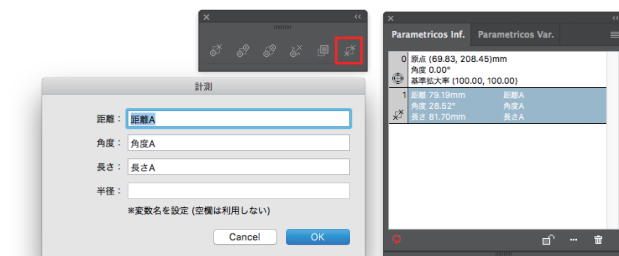 計測
距離：
距離A
角度：
角度A
長さ：
長さA
半径：
※変数名を設定 (空欄は利用しない)
Cancel
OK
Parametricos Inf.
Parametricos Var.
0
原点 (69.83, 208.45)mm
角度 0.00°
基準拡大率 (100.00, 100.00)
1
距離 79.19mm
距離A
角度 28.52°
角度A
長さ 81.70mm
長さA